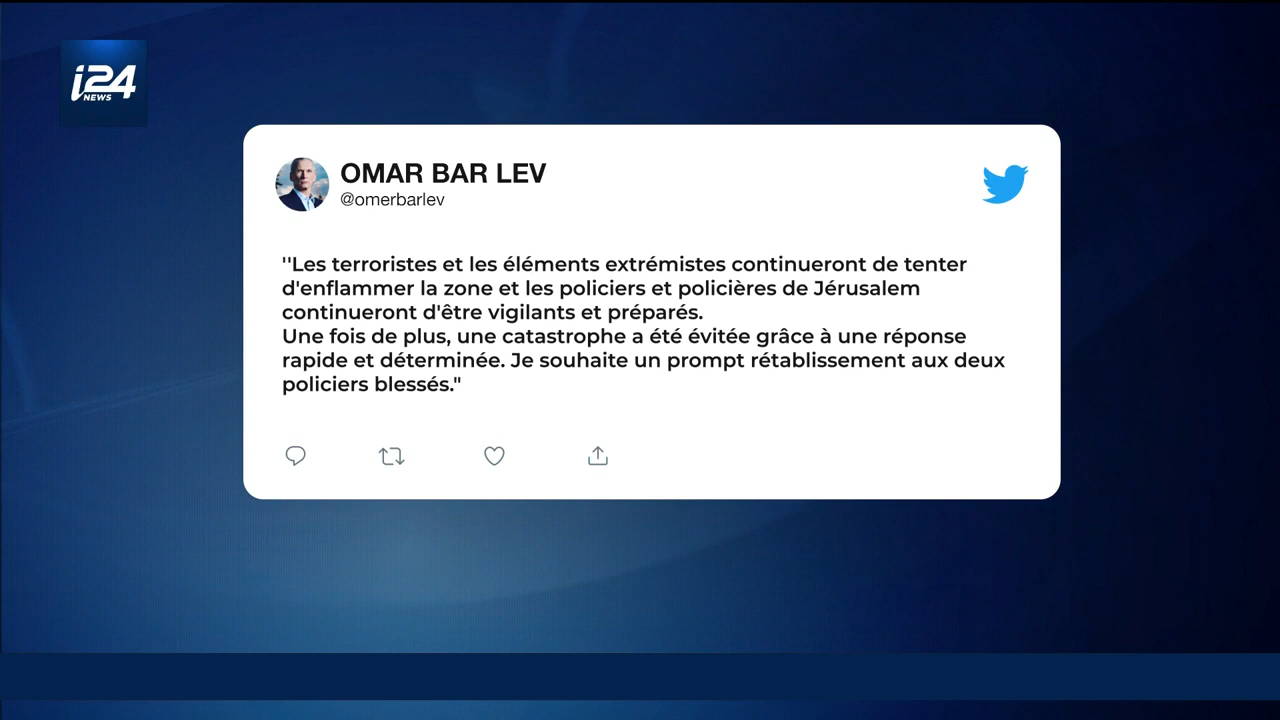 i24
NEWS
OMAR BAR LEV
@omerbarlev
''Les terroristes et les éléments extrémistes continueront de tenter
d'enflammer la zone et les policiers et policières de Jérusalem
continueront d'être vigilants et préparés.
Une fois de plus, une catastrophe a été évitée grâce à une réponse
rapide et déterminée. Je souhaite un prompt rétablissement aux deux
policiers blessés."